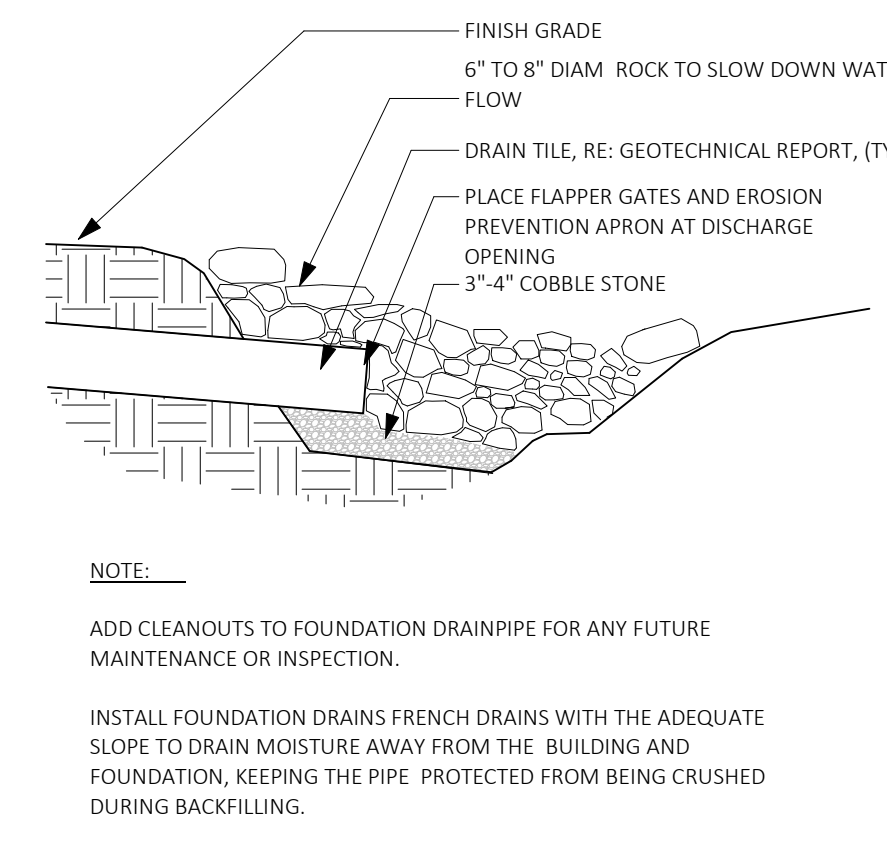 FINISH GRADE
6" TO 8" DIAM ROCK TO SLOW DOWN WAT
FLOW
DRAIN TILE, RE: GEOTECHNICAL REPORT, (TY
PLACE FLAPPER GATES AND EROSION
PREVENTION APRON AT DISCHARGE
OPENING
3"-4" COBBLE STONE
NOTE:
ADD CLEANOUTS TO FOUNDATION DRAINPIPE FOR ANY FUTURE
MAINTENANCE OR INSPECTION.
INSTALL FOUNDATION DRAINS FRENCH DRAINS WITH THE ADEQUATE
SLOPE TO DRAIN MOISTURE AWAY FROM THE BUILDING AND
FOUNDATION, KEEPING THE PIPE PROTECTED FROM BEING CRUSHED
DURING BACKFILLING.